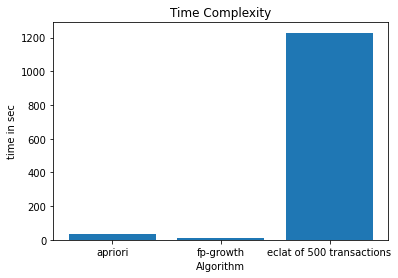 Time Complexity
1200
1000
800
600
400
200
0
time in sec
apriori fp-growth eclat of 500 transactions
Algorithm